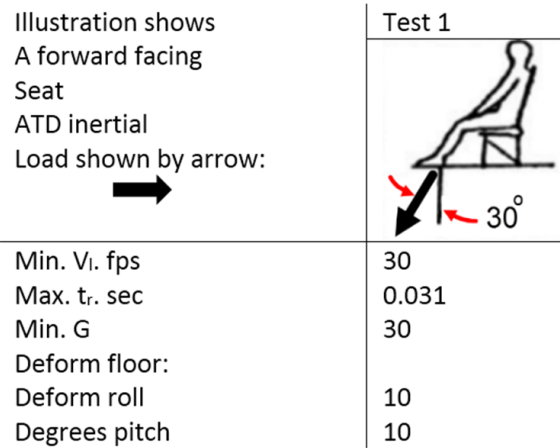 Illustration shows
Test 1
A forward facing
Seat
ATD inertial
Load shown by arrow:
30°
Min. Vl. fps
30
Max. tr. sec
0.031
Min. G
30
Deform floor:
Deform roll
10
Degrees pitch
10